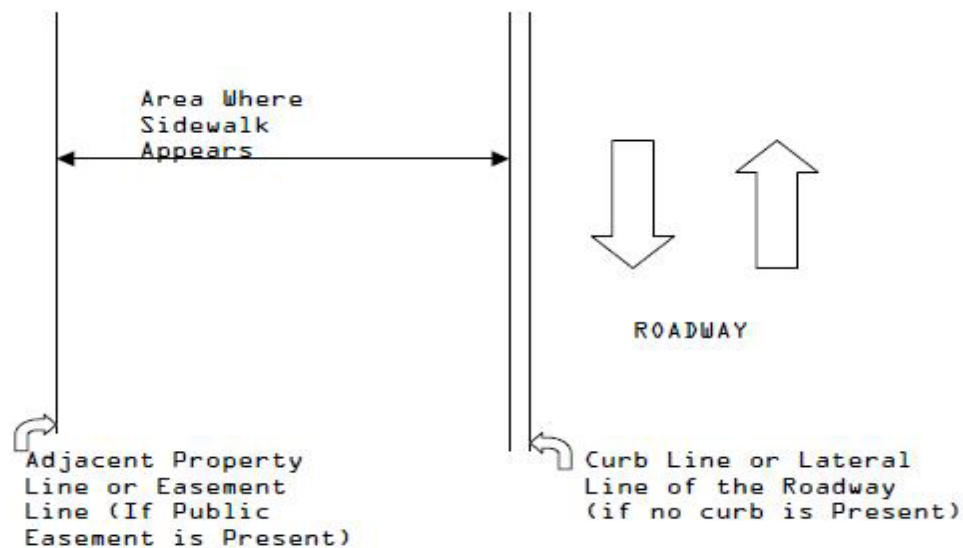 Area Where
Sidewalk
Appears
ROADWAY
Adjacent Property
Line or Easement
Line (If Public
Easement is Present)
Curb Line or Lateral
Line of the Roadway
(if no curb is Present)